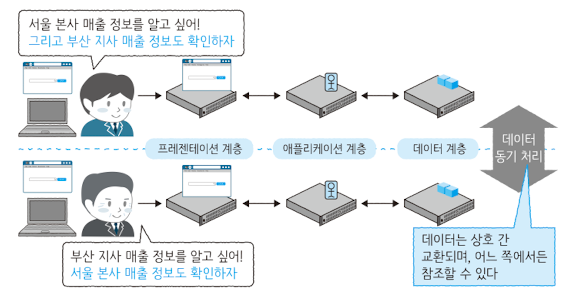 서울 본사 매출 정보를 알고 싶어!
그리고 부산 지사 매출 정보도 확인하자
프레젠테이션 계층
애플리케이션 계층
데이터 계층
데이터
동기 처리
부산 지사 매출 정보를 알고 싶어!
서울 본사 매출 정보도 확인하자
데이터는 상호 간
교환되며, 어느 쪽에서든
참조할 수 있다